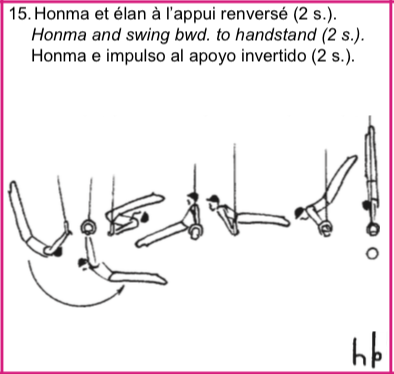 15. Honma et élan à l'appui renversé (2 s.).
Honma and swing bwd. to handstand (2 s.).
Honma e impulso al apoyo invertido (2 s.).